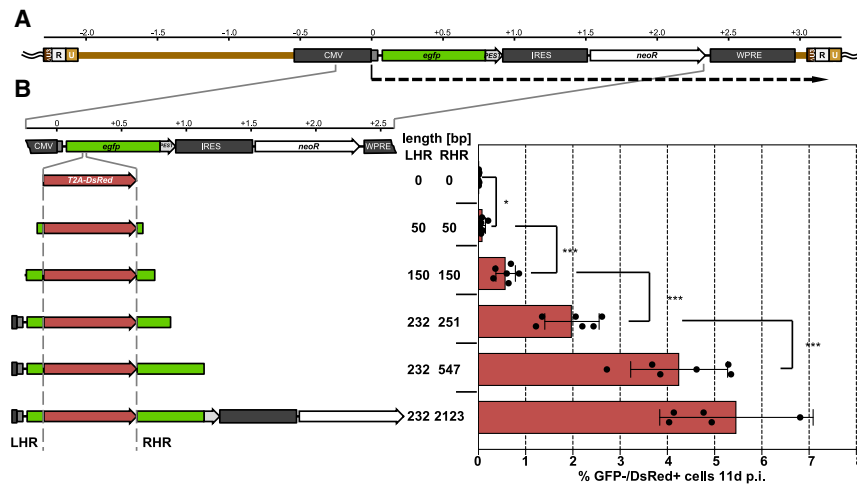 A
−2.0 −1.5 −1.0 −0.5 0 +0.5 +1.0 +1.5 +2.0 +2.5 +3.0
R U CMV egfp PEST IRES neoR WPRE R U
B
0 +0.5 +1.0 +1.5 +2.0 +2.5
CMV egfp PEST IRES neoR WPRE
length [bp]
LHR RHR
T2A-DsRed
0 0
*
50 50
***
150 150
***
232 251
***
232 547
232 2123
LHR RHR
0 1 2 3 4 5 6 7 8
% GFP-/DsRed+ cells 11d p.i.